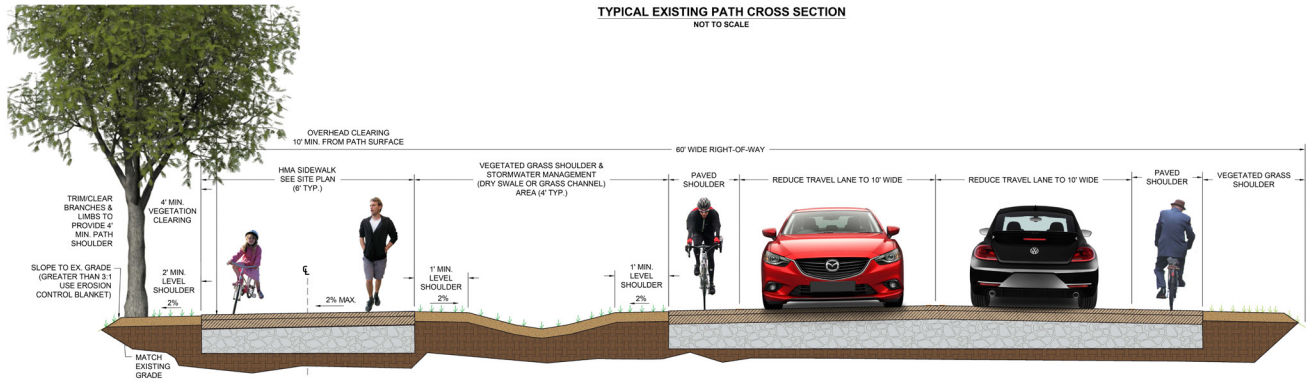 TYPICAL EXISTING PATH CROSS SECTION
NOT TO SCALE
OVERHEAD CLEARING
10' MIN. FROM PATH SURFACE
60' WIDE RIGHT-OF-WAY
HMA SIDEWALK
SEE SITE PLAN
(6' TYP.)
VEGETATED GRASS SHOULDER &
STORMWATER MANAGEMENT
(DRY SWALE OR GRASS CHANNEL)
AREA (4' TYP.)
PAVED
SHOULDER
REDUCE TRAVEL LANE TO 10' WIDE
REDUCE TRAVEL LANE TO 10' WIDE
PAVED
SHOULDER
VEGETATED GRASS
SHOULDER
TRIM/CLEAR
BRANCHES &
LIMBS TO
PROVIDE 4'
MIN. PATH
SHOULDER
4' MIN.
VEGETATION
CLEARING
SLOPE TO EX. GRADE
(GREATER THAN 3:1
USE EROSION
CONTROL BLANKET)
2' MIN.
LEVEL
SHOULDER
2%
℄
2% MAX.
1' MIN.
LEVEL
SHOULDER
2%
1' MIN.
LEVEL
SHOULDER
2%
MATCH
EXISTING
GRADE